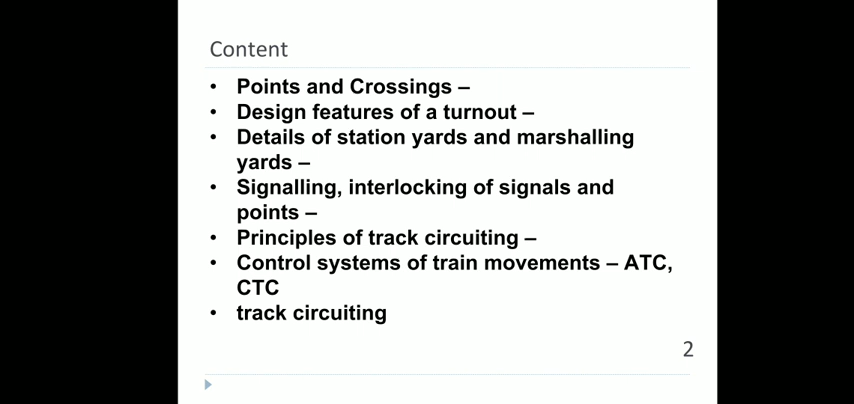 Content
• Points and Crossings –
• Design features of a turnout –
• Details of station yards and marshalling
yards –
• Signalling, interlocking of signals and
points –
• Principles of track circuiting –
• Control systems of train movements – ATC,
CTC
• track circuiting
2